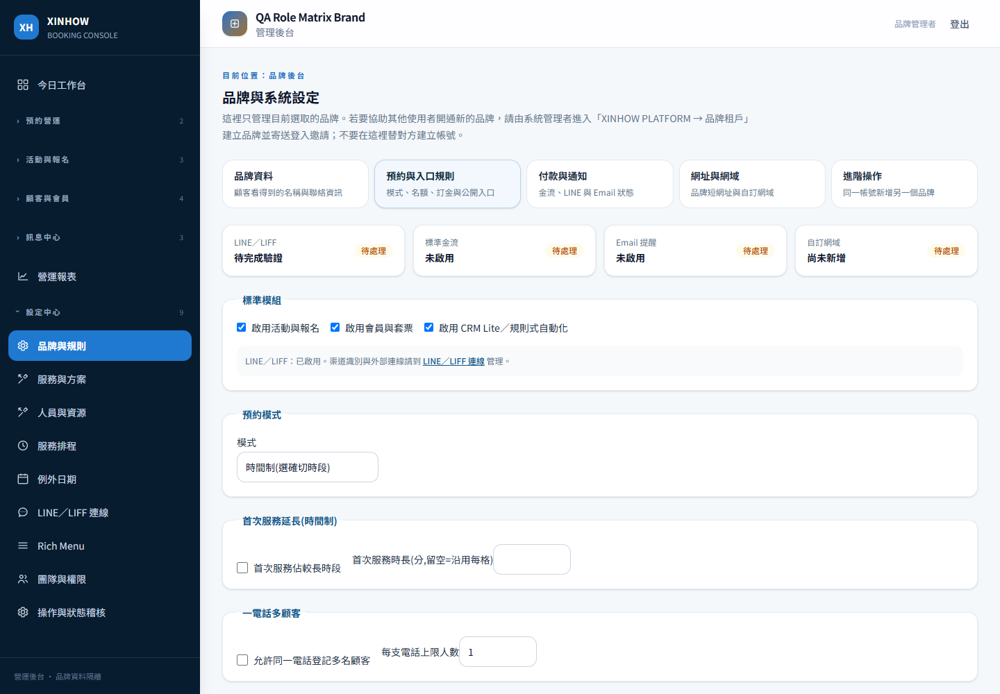 XH
XINHOW
BOOKING CONSOLE
今日工作台
預約營運 2
活動與報名 3
顧客與會員 4
訊息中心 3
營運報表
設定中心 9
品牌與規則
服務與方案
人員與資源
服務排程
例外日期
LINE／LIFF 連線
Rich Menu
團隊與權限
操作與狀態稽核
營運後台 · 品牌資料隔離
QA Role Matrix Brand
管理後台
品牌管理者 登出
目前位置：品牌後台
品牌與系統設定
這裡只管理目前選取的品牌。若要協助其他使用者開通新的品牌，請由系統管理者進入「XINHOW PLATFORM → 品牌租戶」
建立品牌並寄送登入邀請；不要在這裡替對方建立帳號。
品牌資料
顧客看得到的名稱與聯絡資訊
預約與入口規則
模式、名額、訂金與公開入口
付款與通知
金流、LINE 與 Email 狀態
網址與網域
品牌短網址與自訂網域
進階操作
同一帳號新增另一個品牌
LINE／LIFF
待完成驗證
待處理
標準金流
未啟用
待處理
Email 提醒
未啟用
待處理
自訂網域
尚未新增
待處理
標準模組
啟用活動與報名 啟用會員與套票 啟用 CRM Lite／規則式自動化
LINE／LIFF：已啟用。渠道識別與外部連線請到 LINE／LIFF 連線 管理。
預約模式
模式
時間制(選確切時段)
首次服務延長(時間制)
首次服務佔較長時段 首次服務時長(分,留空=沿用每格)
一電話多顧客
允許同一電話登記多名顧客 每支電話上限人數 1